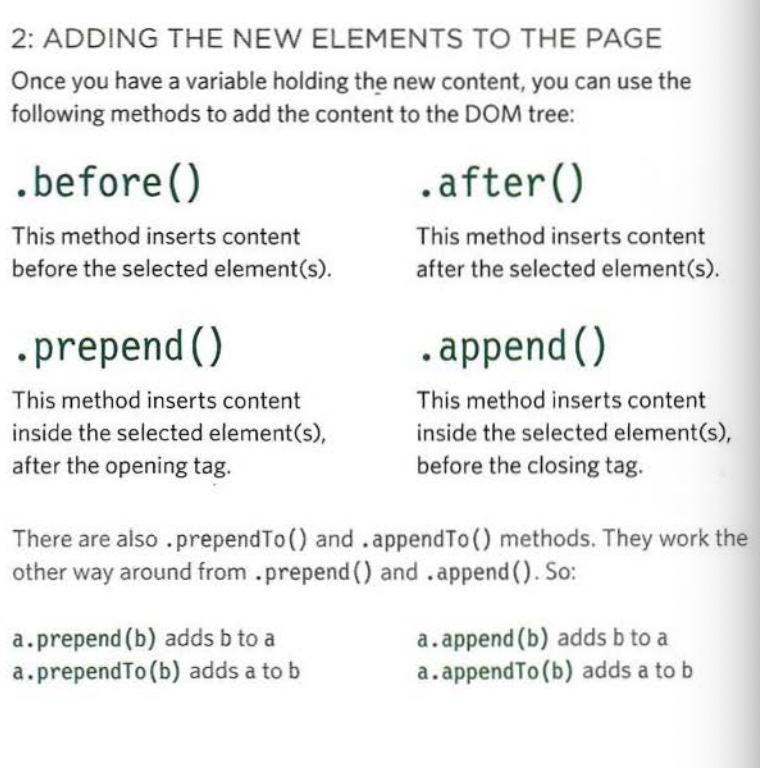 2: ADDING THE NEW ELEMENTS TO THE PAGE
Once you have a variable holding the new content, you can use the
following methods to add the content to the DOM tree:
.before()
This method inserts content
before the selected element(s).
.after()
This method inserts content
after the selected element(s).
.prepend()
This method inserts content
inside the selected element(s),
after the opening tag.
.append()
This method inserts content
inside the selected element(s),
before the closing tag.
There are also .prependTo() and .appendTo() methods. They work the
other way around from .prepend() and .append(). So:
a.prepend(b) adds b to a
a.prependTo(b) adds a to b
a.append(b) adds b to a
a.appendTo(b) adds a to b